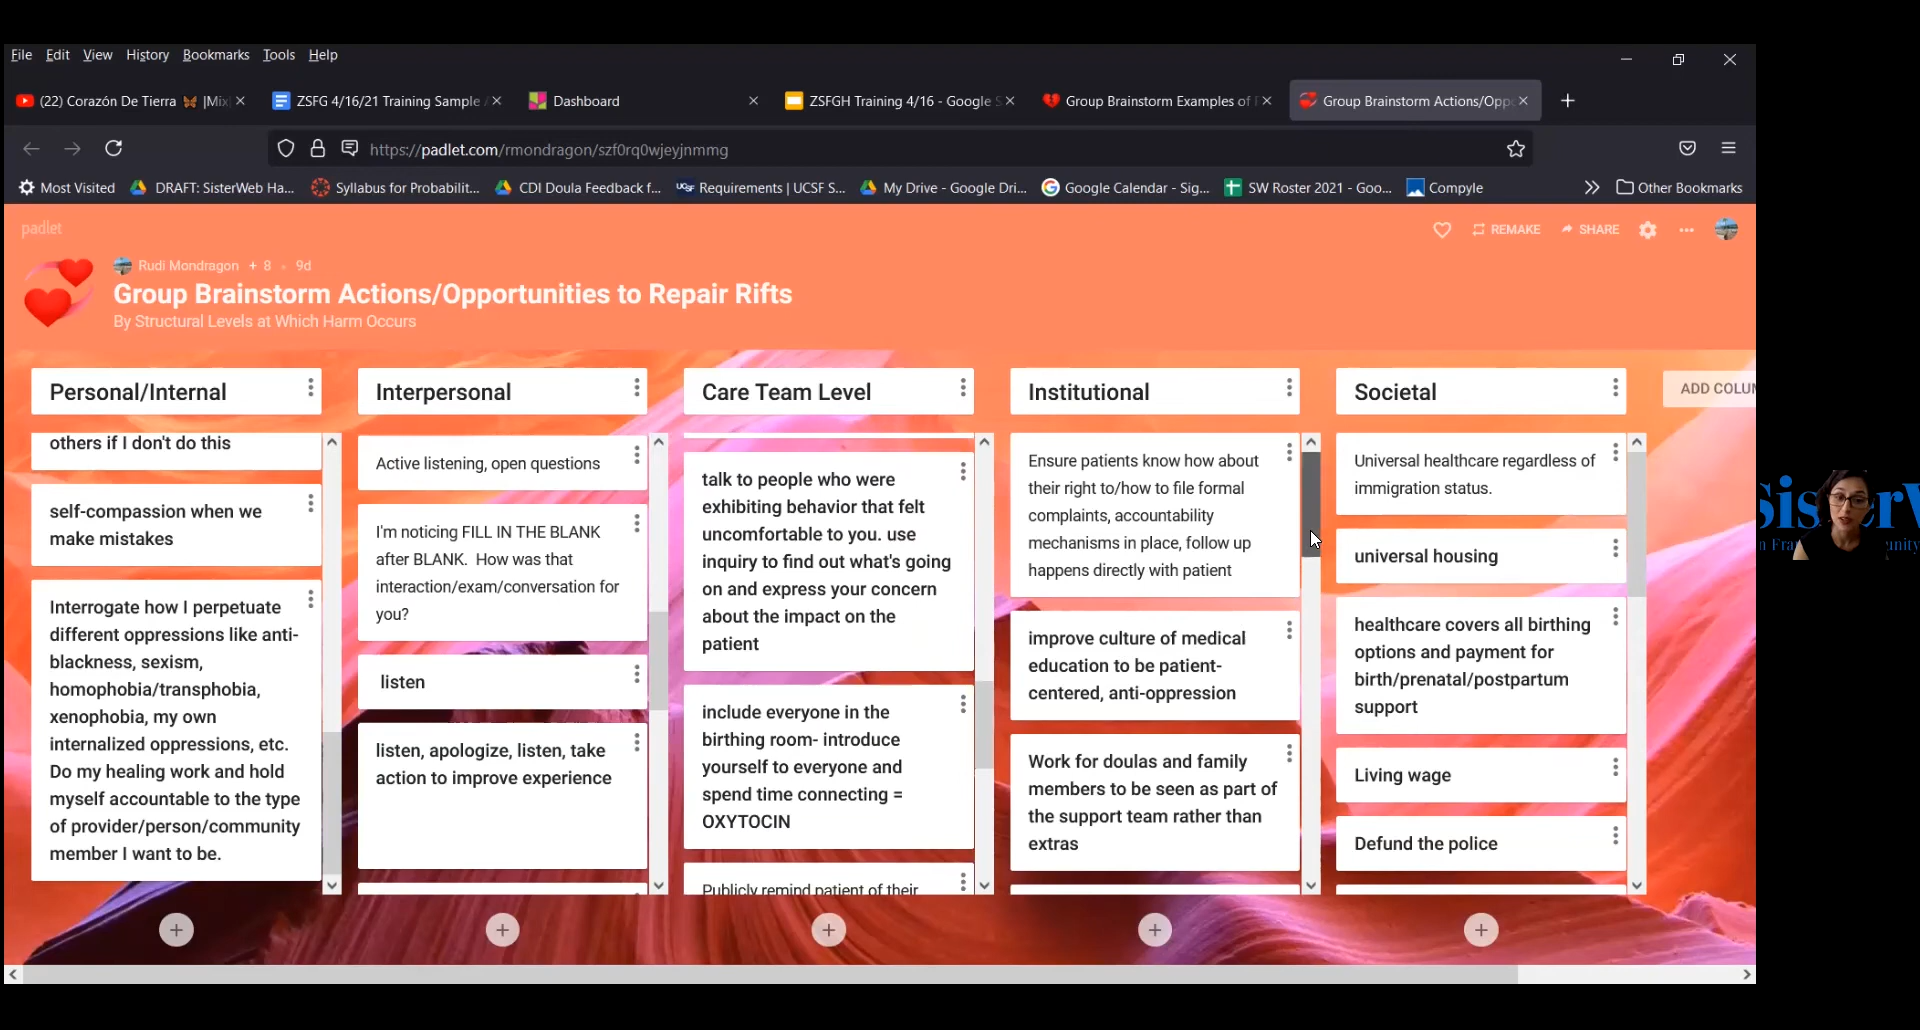 File Edit View History Bookmarks Tools Help
(22) Corazón De Tierra |Mix
ZSFG 4/16/21 Training Sample
Dashboard
ZSFGH Training 4/16 - Google S
Group Brainstorm Examples of
Group Brainstorm Actions/Opp
https://padlet.com/rmondragon/szf0rq0wjeyjnmmg
Most Visited
DRAFT: SisterWeb Ha...
Syllabus for Probabilit...
CDI Doula Feedback f...
UCSF Requirements | UCSF S...
My Drive - Google Dri...
Google Calendar - Sig...
SW Roster 2021 - Goo...
Compyle
Other Bookmarks
padlet
REMAKE
SHARE
Rudi Mondragon + 8 · 9d
Group Brainstorm Actions/Opportunities to Repair Rifts
By Structural Levels at Which Harm Occurs
Personal/Internal
others if I don't do this
self-compassion when we
make mistakes
Interrogate how I perpetuate
different oppressions like anti-
blackness, sexism,
homophobia/transphobia,
xenophobia, my own
internalized oppressions, etc.
Do my healing work and hold
myself accountable to the type
of provider/person/community
member I want to be.
Interpersonal
Active listening, open questions
I'm noticing FILL IN THE BLANK
after BLANK. How was that
interaction/exam/conversation for
you?
listen
listen, apologize, listen, take
action to improve experience
Care Team Level
talk to people who were
exhibiting behavior that felt
uncomfortable to you. use
inquiry to find out what's going
on and express your concern
about the impact on the
patient
include everyone in the
birthing room- introduce
yourself to everyone and
spend time connecting =
OXYTOCIN
Publicly remind patient of their
Institutional
Ensure patients know how about
their right to/how to file formal
complaints, accountability
mechanisms in place, follow up
happens directly with patient
improve culture of medical
education to be patient-
centered, anti-oppression
Work for doulas and family
members to be seen as part of
the support team rather than
extras
Societal
Universal healthcare regardless of
immigration status.
universal housing
healthcare covers all birthing
options and payment for
birth/prenatal/postpartum
support
Living wage
Defund the police
ADD COLUM